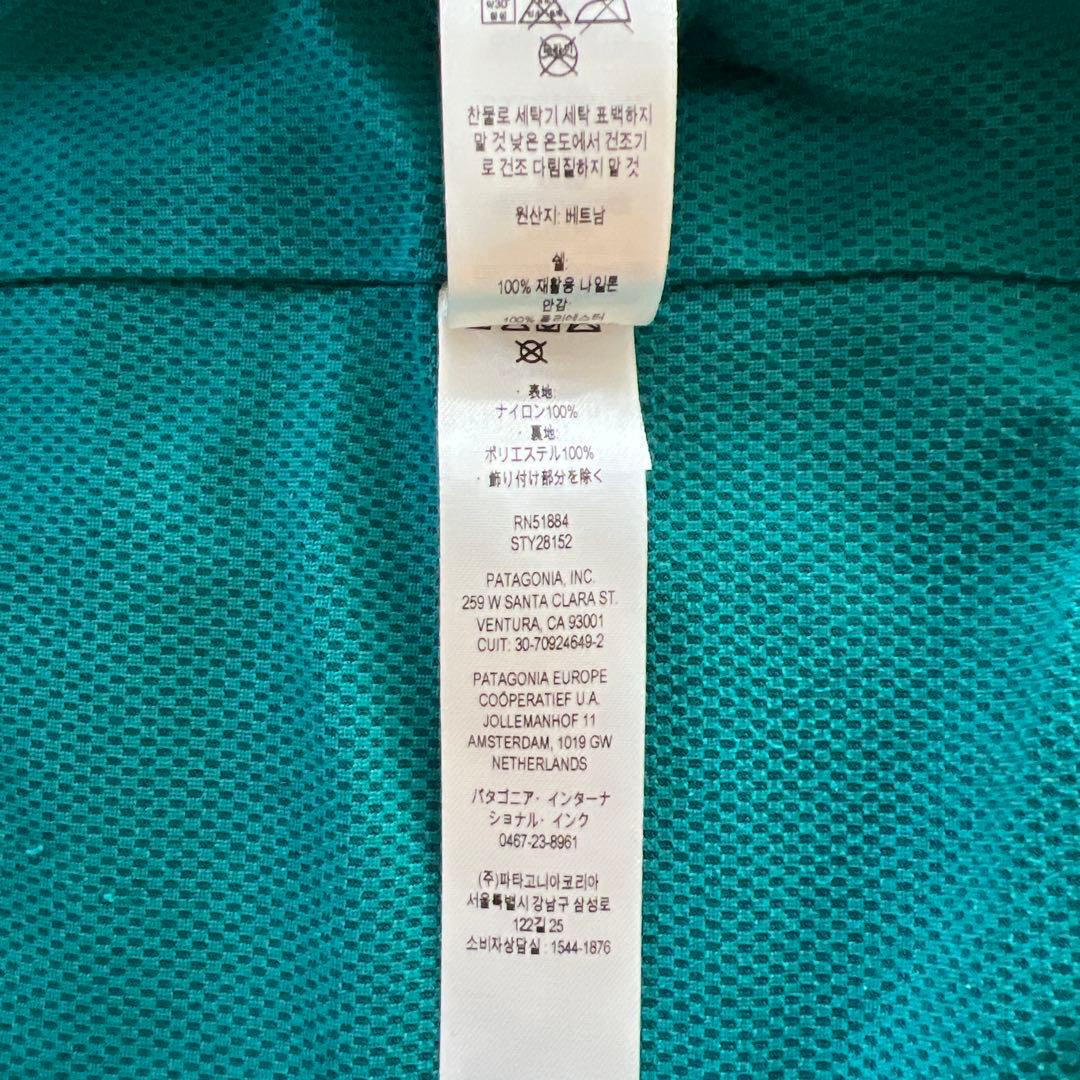 찬물로 세탁기 세탁 표백하지
말 것 낮은 온도에서 건조기
로 건조 다림질하지 말 것
원산지: 베트남
쉘:
100% 재활용 나일론
안감:
100% 폴리에스터
・表地:
ナイロン100%
・裏地:
ポリエステル100%
・飾り付け部分を除く
RN51884
STY28152
PATAGONIA, INC.
259 W SANTA CLARA ST.
VENTURA, CA 93001
CUIT: 30-70924649-2
PATAGONIA EUROPE
COÖPERATIEF U.A.
JOLLEMANHOF 11
AMSTERDAM, 1019 GW
NETHERLANDS
パタゴニア・インターナ
ショナル・インク
0467-23-8961
(주)파타고니아코리아
서울특별시 강남구 삼성로
122길 25
소비자상담실 : 1544-1876